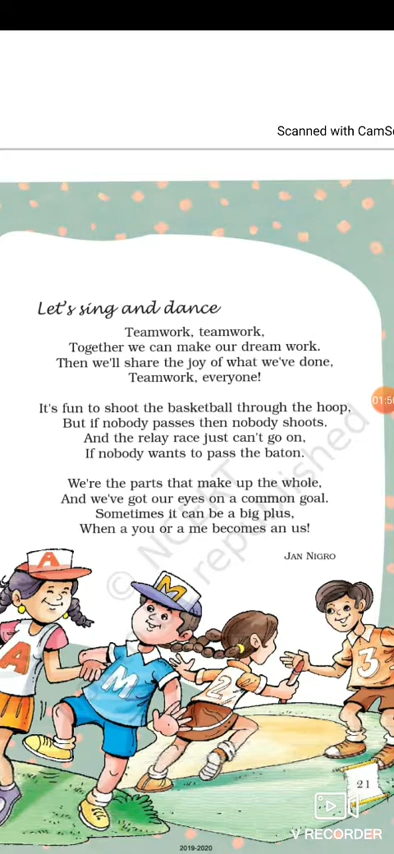 Scanned with CamS
Let's sing and dance
Teamwork, teamwork,
Together we can make our dream work.
Then we'll share the joy of what we've done,
Teamwork, everyone!
It's fun to shoot the basketball through the hoop,
But if nobody passes then nobody shoots.
And the relay race just can't go on,
If nobody wants to pass the baton.
We're the parts that make up the whole,
And we've got our eyes on a common goal.
Sometimes it can be a big plus,
When a you or a me becomes an us!
JAN NIGRO
© NCERT
republished
01:5
A
A
M
M
2
3
21
V RECORDER
2019-2020